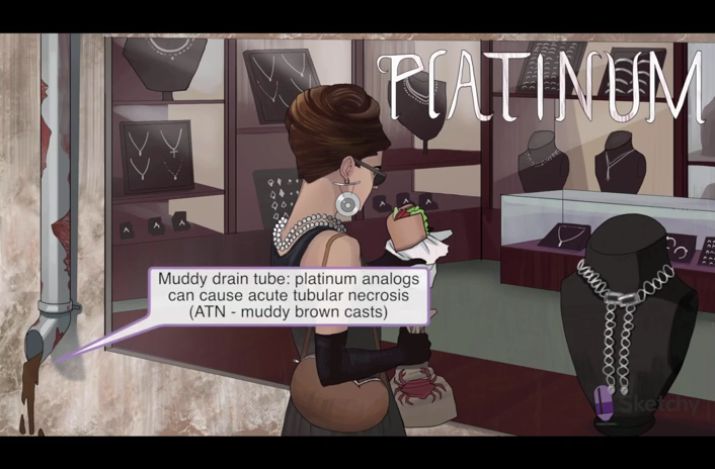 PLATINUM
Muddy drain tube: platinum analogs
can cause acute tubular necrosis
(ATN - muddy brown casts)
Sketchy